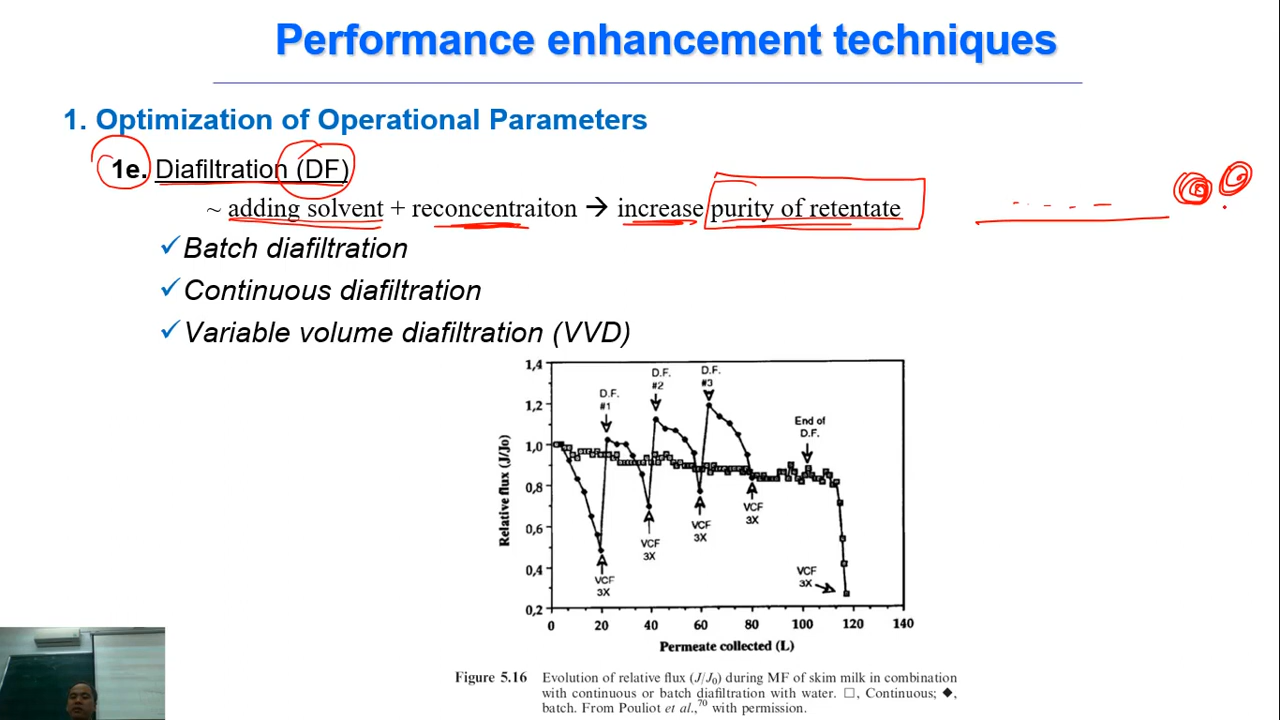 Performance enhancement techniques
1. Optimization of Operational Parameters
1e. Diafiltration (DF)
~ adding solvent + reconcentraiton → increase purity of retentate
✓ Batch diafiltration
✓ Continuous diafiltration
✓ Variable volume diafiltration (VVD)
1,4
1,2
1,0
0,8
0,6
0,4
0,2
Relative flux (J/Jo)
D.F.
#1
D.F.
#2
D.F.
#3
End of
D.F.
VCF
3X
VCF
3X
VCF
3X
VCF
3X
VCF
3X
0 20 40 60 80 100 120 140
Permeate collected (L)
Figure 5.16 Evolution of relative flux (J/J₀) during MF of skim milk in combination
with continuous or batch diafiltration with water. □, Continuous; ◆,
batch. From Pouliot et al.,⁷⁰ with permission.